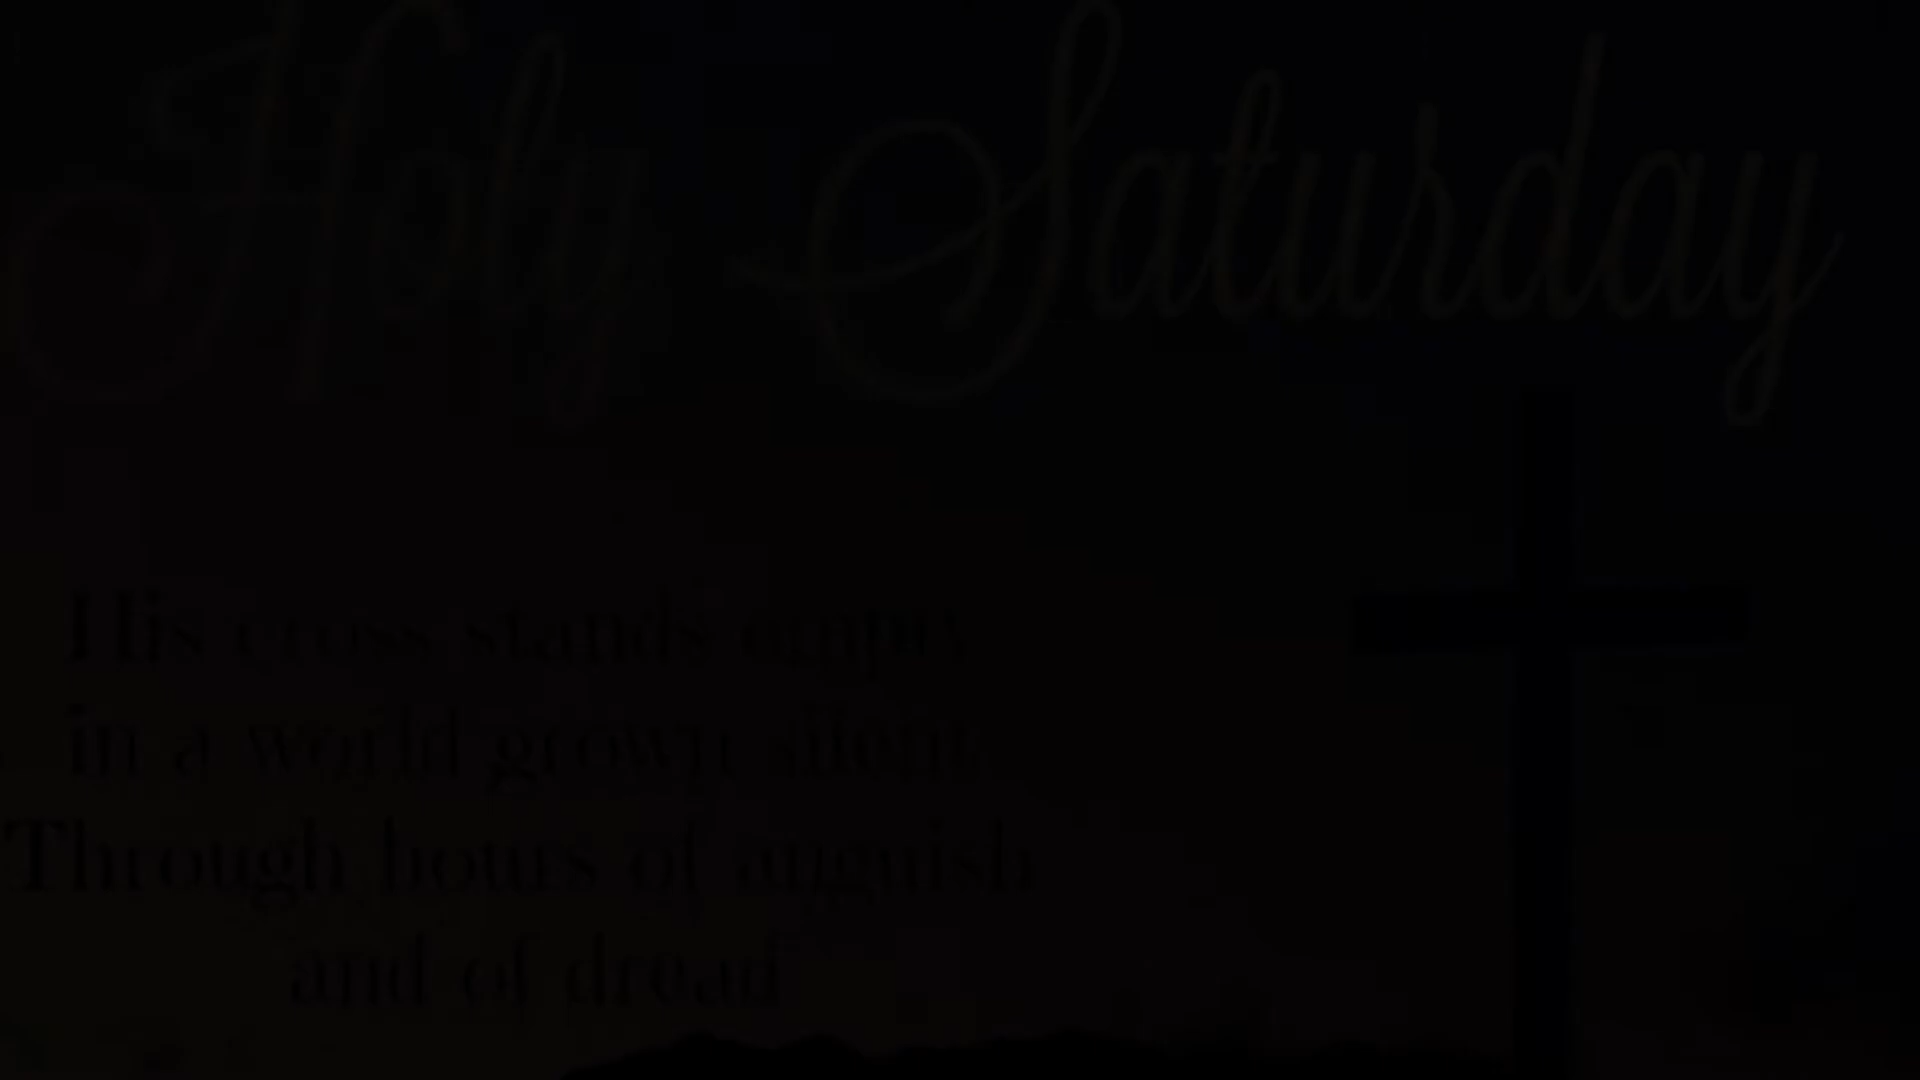 Holy Saturday
His cross stands empty
in a world grown silent
Through hours of anguish
and of dread